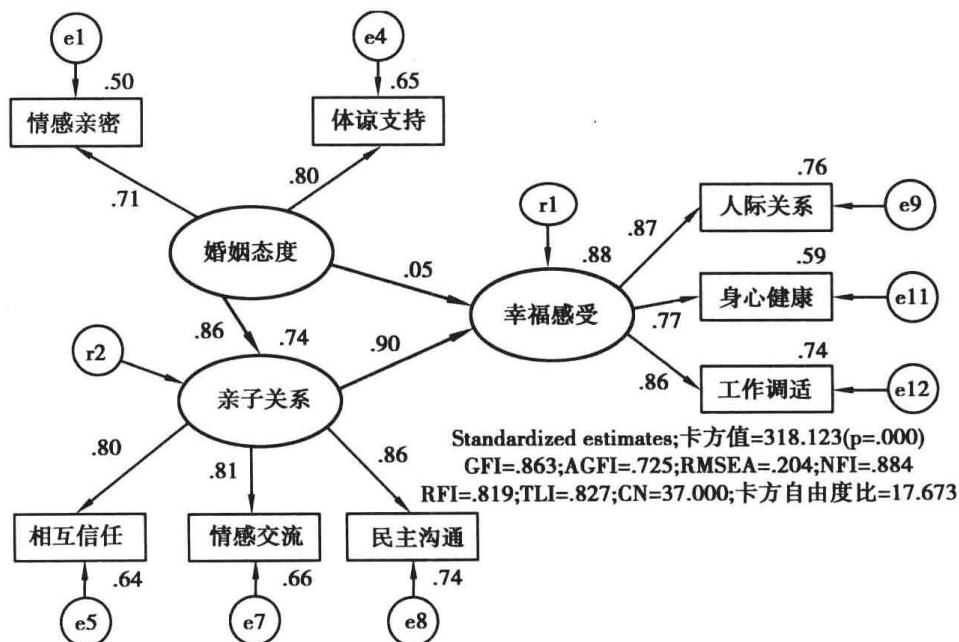 e1
e4
.50
.65
情感亲密
体谅支持
.71
.80
.76
r1
人际关系
e9
.87
婚姻态度
.88
.59
.05
幸福感受
身心健康
e11
.77
.86
.74
.90
.74
r2
亲子关系
.86
工作调适
e12
.80
.81
.86
Standardized estimates;卡方值=318.123(p=.000)
GFI=.863;AGFI=.725;RMSEA=.204;NFI=.884
RFI=.819;TLI=.827;CN=37.000;卡方自由度比=17.673
相互信任
情感交流
民主沟通
.64
.66
.74
e5
e7
e8